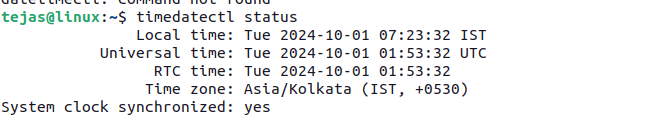 tejas@linux:~$ timedatectl status
Local time: Tue 2024-10-01 07:23:32 IST
Universal time: Tue 2024-10-01 01:53:32 UTC
RTC time: Tue 2024-10-01 01:53:32
Time zone: Asia/Kolkata (IST, +0530)
System clock synchronized: yes